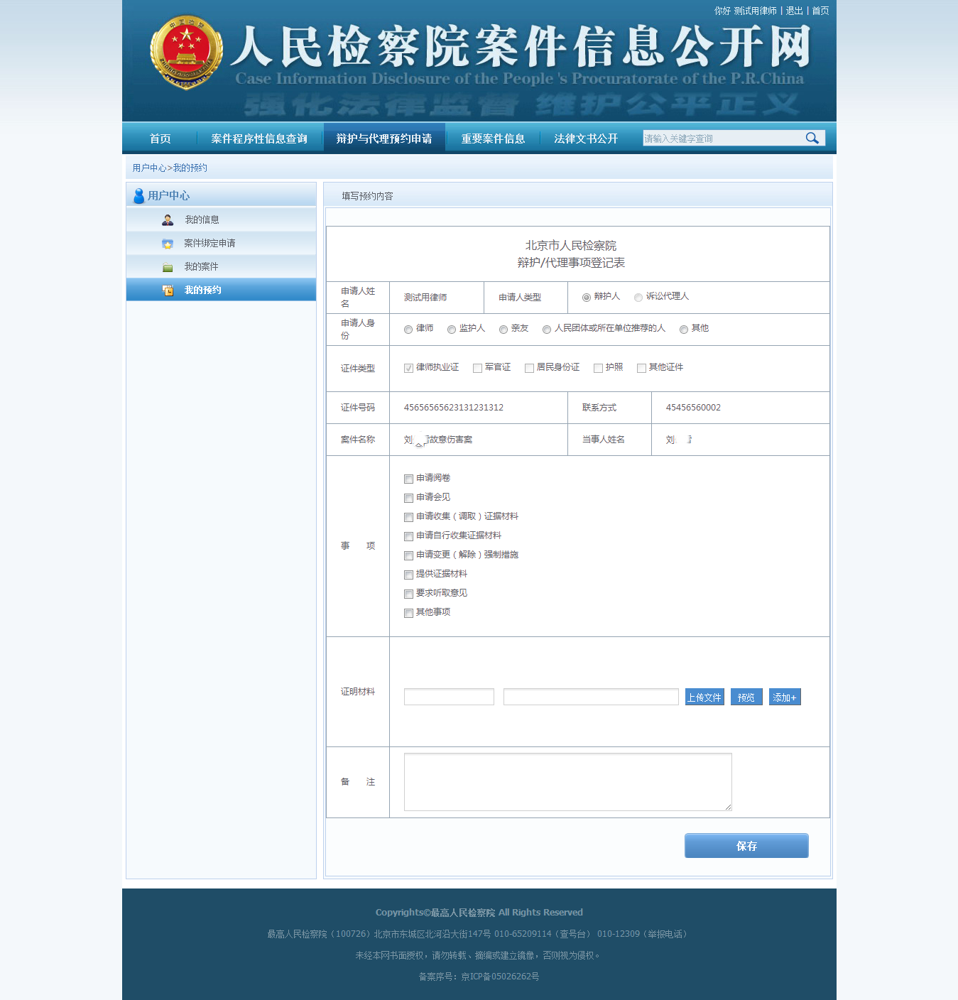 你好 测试用律师 | 退出 | 首页
中国检察
人民检察院案件信息公开网
Case Information Disclosure of the People 's Procuratorate of the P.R.China
强化法律监督 维护公平正义
首页 案件程序性信息查询 辩护与代理预约申请 重要案件信息 法律文书公开 请输入关键字查询
用户中心>我的预约
用户中心
我的信息
案件绑定申请
我的案件
我的预约
填写预约内容
北京市人民检察院
辩护/代理事项登记表
申请人姓名 测试用律师 申请人类型 辩护人 诉讼代理人
申请人身份 律师 监护人 亲友 人民团体或所在单位推荐的人 其他
证件类型 律师执业证 军官证 居民身份证 护照 其他证件
证件号码 45656565623131231312 联系方式 45456560002
案件名称 刘 故意伤害案 当事人姓名 刘
事 项
申请阅卷
申请会见
申请收集（调取）证据材料
申请自行收集证据材料
申请变更（解除）强制措施
提供证据材料
要求听取意见
其他事项
证明材料 上传文件 预览 添加+
备 注
保存
Copyrights©最高人民检察院 All Rights Reserved
最高人民检察院（100726）北京市东城区北河沿大街147号 010-65209114（查号台） 010-12309（举报电话）
未经本网书面授权，请勿转载、摘编或建立镜像，否则视为侵权。
备案序号：京ICP备05026262号